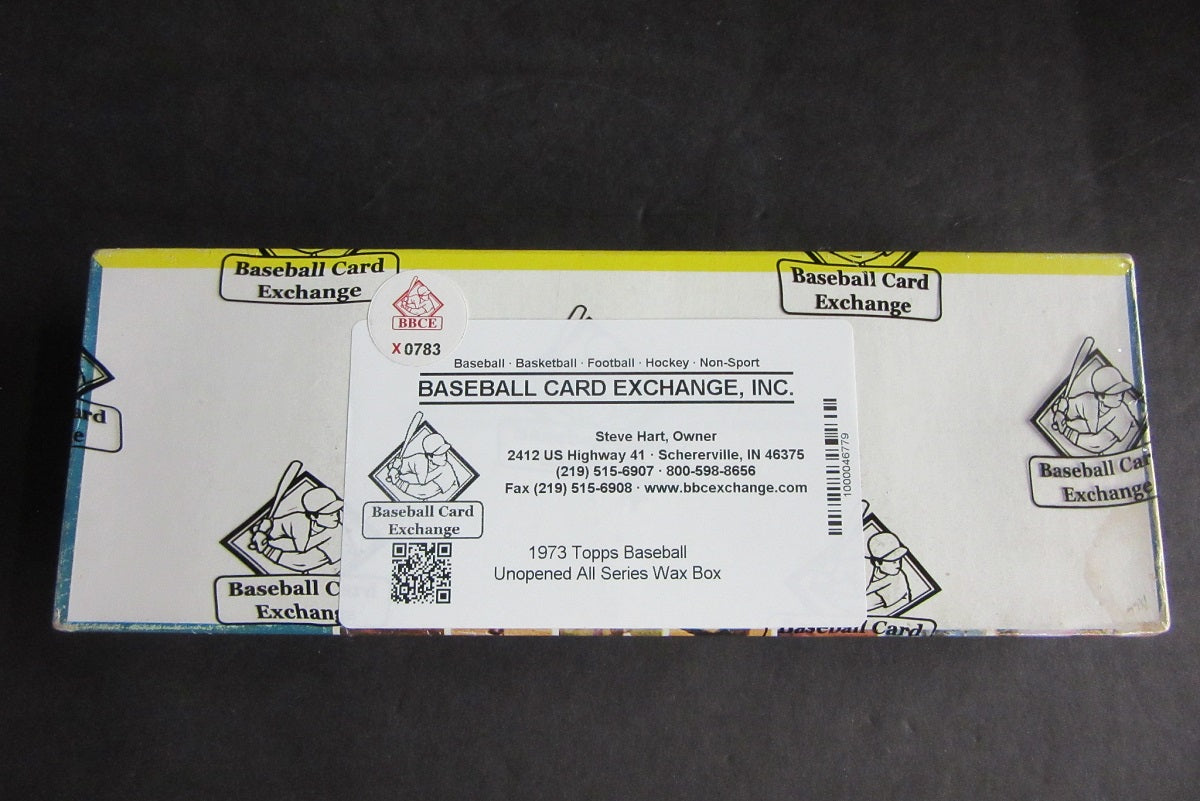 Baseball Card
Exchange
Baseball Card
Exchange
BBCE
X0783
Baseball · Basketball · Football · Hockey · Non-Sport
BASEBALL CARD EXCHANGE, INC.
Steve Hart, Owner
2412 US Highway 41 · Schererville, IN 46375
(219) 515-6907 · 800-598-8656
Fax (219) 515-6908 · www.bbcexchange.com
Baseball Card
Exchange
1973 Topps Baseball
Unopened All Series Wax Box
1000046779
ard
e
Baseball Car
Exchange
Baseball C
Exchang
Baseball Card